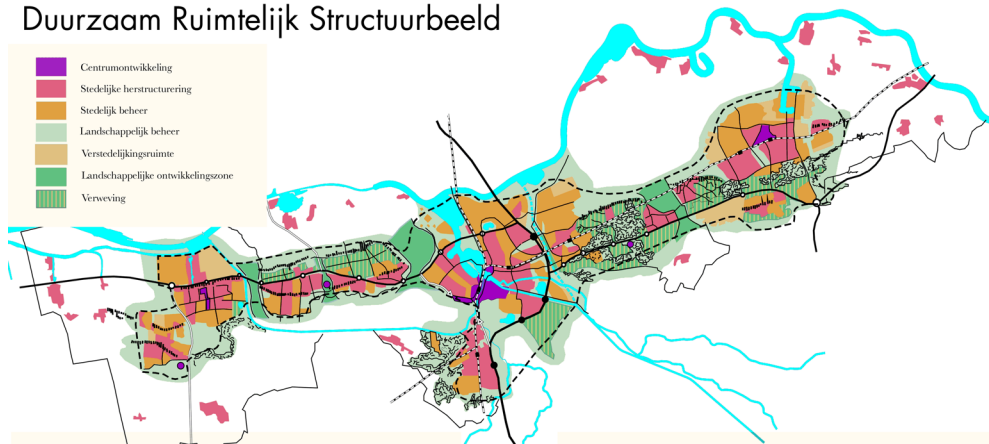 Duurzaam Ruimtelijk Structuurbeeld
Centrumontwikkeling
Stedelijke herstructurering
Stedelijk beheer
Landschappelijk beheer
Verstedelijkingsruimte
Landschappelijke ontwikkelingszone
Verweving